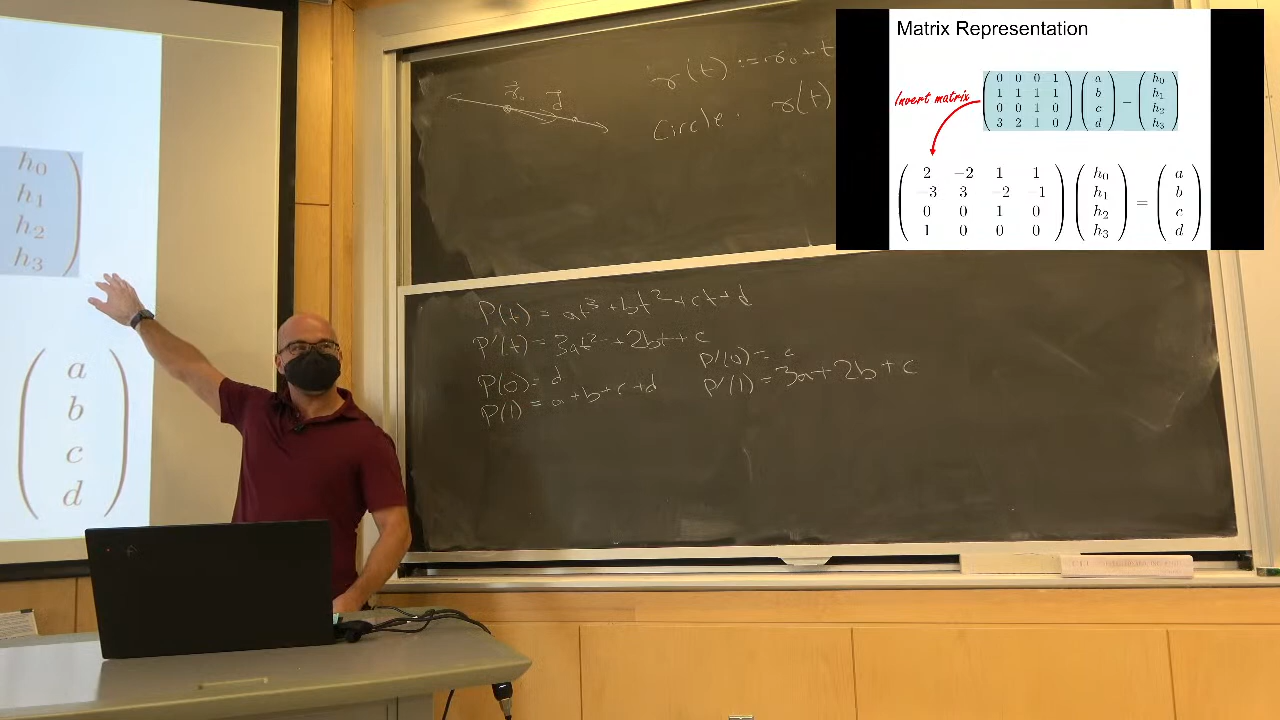 h₀
h₁
h₂
h₃
a
b
c
d
r₀ d
r(t) := r₀ + t
Circle. r(t)
P(t) = at³ + bt² + ct + d
P'(t) = 3at² + 2bt + c
P(0) = d
P(1) = a + b + c + d
P'(0) = c
P'(1) = 3a + 2b + c
Matrix Representation
Invert matrix
0 0 0 1 a h₀
1 1 1 1 b h₁
0 0 1 0 c = h₂
3 2 1 0 d h₃
2 -2 1 1 h₀ a
-3 3 -2 -1 h₁ b
0 0 1 0 h₂ = c
1 0 0 0 h₃ d